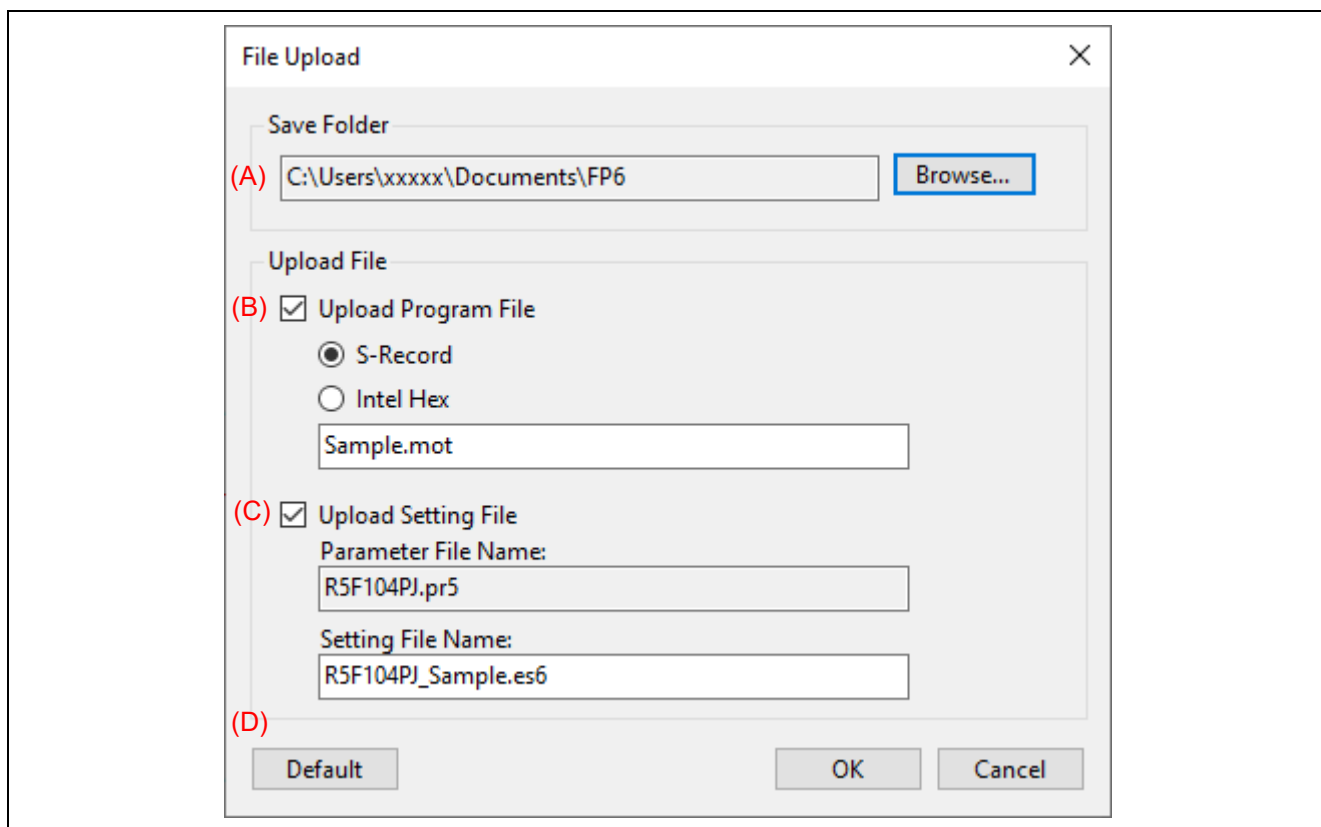 File Upload
Save Folder
(A) C:\Users\xxxxx\Documents\FP6 Browse...
Upload File
(B) Upload Program File
S-Record
Intel Hex
Sample.mot
(C) Upload Setting File
Parameter File Name:
R5F104PJ.pr5
Setting File Name:
R5F104PJ_Sample.es6
(D)
Default OK Cancel